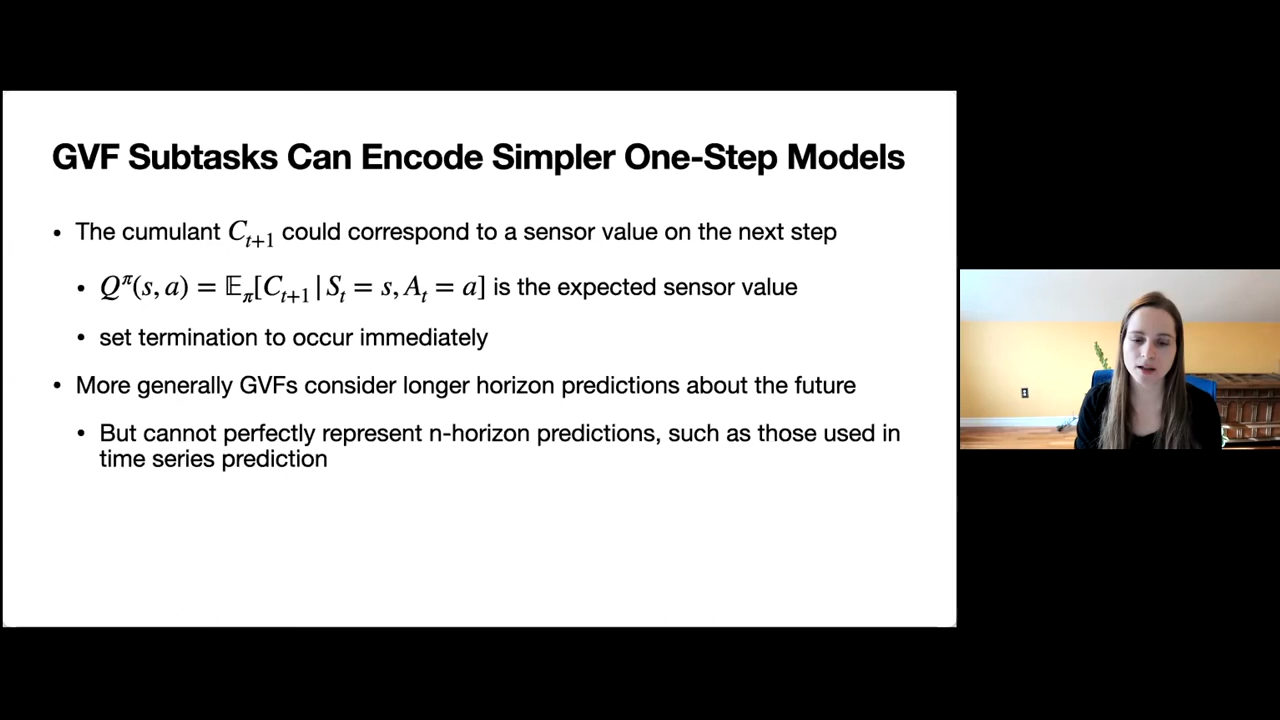 GVF Subtasks Can Encode Simpler One-Step Models
• The cumulant C_{t+1} could correspond to a sensor value on the next step
• Q^π(s, a) = 𝔼_π[C_{t+1} | S_t = s, A_t = a] is the expected sensor value
• set termination to occur immediately
• More generally GVFs consider longer horizon predictions about the future
• But cannot perfectly represent n-horizon predictions, such as those used in
time series prediction